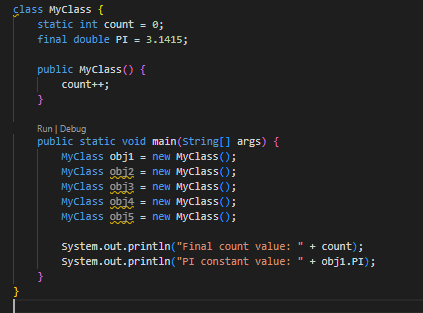 class MyClass {
    static int count = 0;
    final double PI = 3.1415;

    public MyClass() {
        count++;
    }

    Run | Debug
    public static void main(String[] args) {
        MyClass obj1 = new MyClass();
        MyClass obj2 = new MyClass();
        MyClass obj3 = new MyClass();
        MyClass obj4 = new MyClass();
        MyClass obj5 = new MyClass();

        System.out.println("Final count value: " + count);
        System.out.println("PI constant value: " + obj1.PI);
    }
}